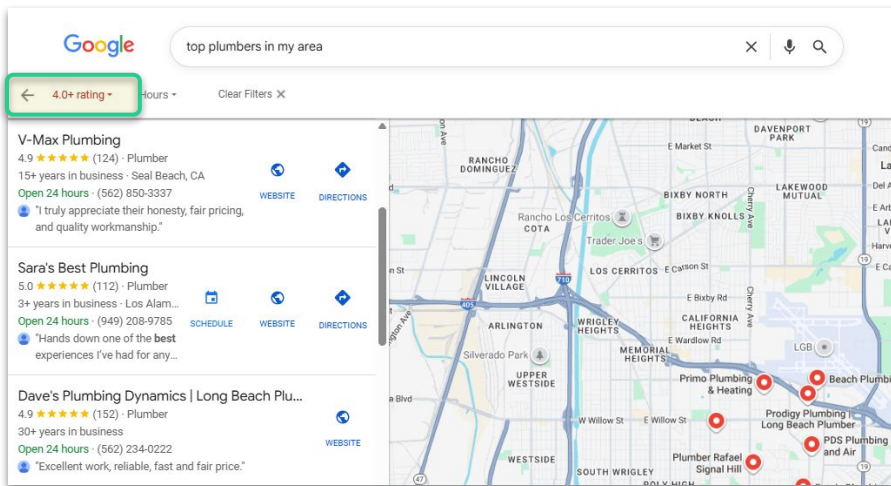 Google
top plumbers in my area
4.0+ rating
Hours
Clear Filters
V-Max Plumbing
4.9 (124) · Plumber
15+ years in business · Seal Beach, CA
Open 24 hours · (562) 850-3337
"I truly appreciate their honesty, fair pricing,
and quality workmanship."
WEBSITE
DIRECTIONS
Sara's Best Plumbing
5.0 (112) · Plumber
3+ years in business · Los Alam...
Open 24 hours · (949) 208-9785
"Hands down one of the best
experiences I've had for any...
SCHEDULE
WEBSITE
DIRECTIONS
Dave's Plumbing Dynamics | Long Beach Plu...
4.9 (152) · Plumber
30+ years in business
Open 24 hours · (562) 234-0222
"Excellent work, reliable, fast and fair price."
WEBSITE
DAVENPORT
PARK
E Market St
RANCHO
DOMINGUEZ
BIXBY NORTH
LAKEWOOD
MUTUAL
Cherry Ave
Rancho Los Cerritos
COTA
BIXBY KNOLLS
Trader Joe's
LINCOLN
VILLAGE
710
LOS CERRITOS
E Carson St
19
405
E Bixby Rd
ARLINGTON
WRIGLEY
HEIGHTS
CALIFORNIA
HEIGHTS
Cherry Ave
E Wardlow Rd
Silverado Park
MEMORIAL
HEIGHTS
LGB
UPPER
WESTSIDE
Primo Plumbing
& Heating
Beach Plumbi
W Willow St
E Willow St
Prodigy Plumbing |
Long Beach Plumber
PDS Plumbing
and Air
WESTSIDE
SOUTH WRIGLEY
Plumber Rafael
Signal Hill
19
47
POLY HIGH